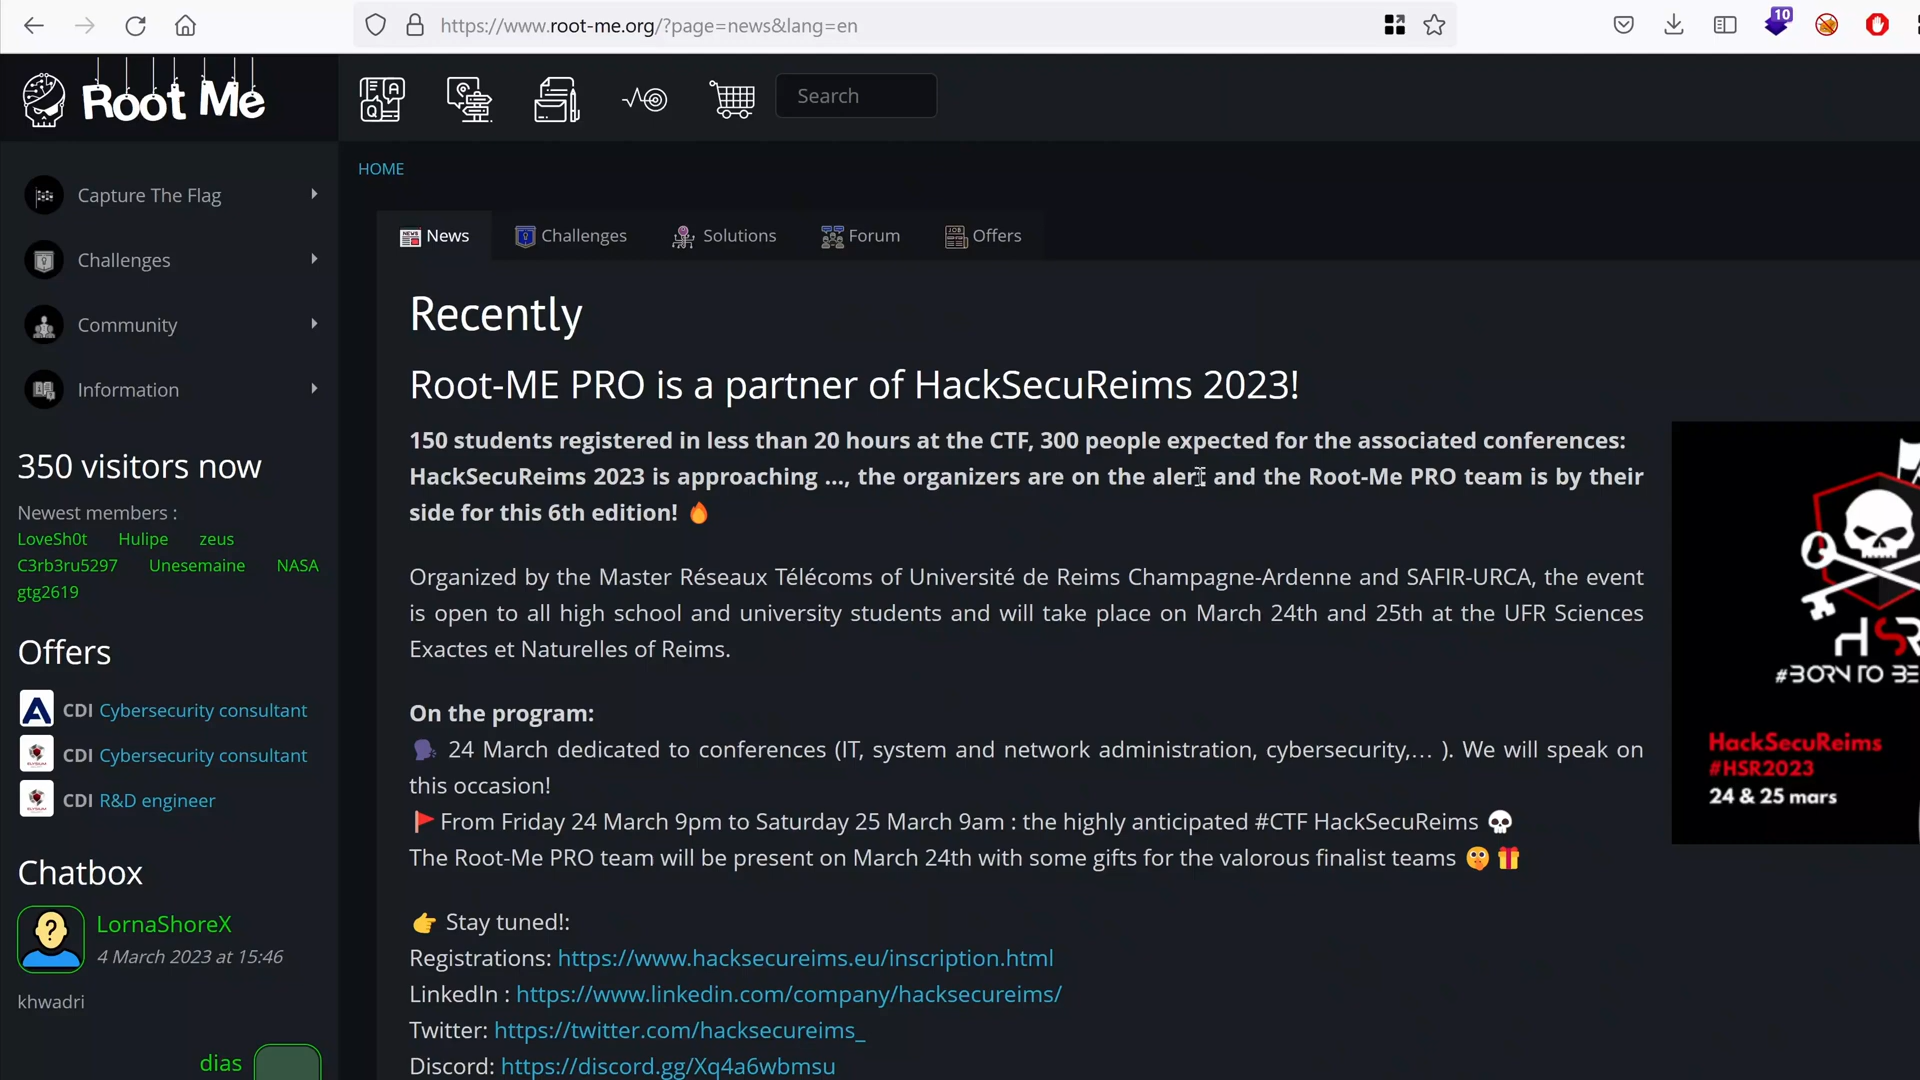 https://www.root-me.org/?page=news&lang=en
10
Root Me
Search
HOME
Capture The Flag
Challenges
Community
Information
350 visitors now
Newest members :
LoveSh0t Hulipe zeus
C3rb3ru5297 Unesemaine NASA
gtg2619
Offers
CDI Cybersecurity consultant
CDI Cybersecurity consultant
CDI R&D engineer
Chatbox
LornaShoreX
4 March 2023 at 15:46
khwadri
dias
News Challenges Solutions Forum Offers
Recently
Root-ME PRO is a partner of HackSecuReims 2023!
150 students registered in less than 20 hours at the CTF, 300 people expected for the associated conferences:
HackSecuReims 2023 is approaching ..., the organizers are on the alert and the Root-Me PRO team is by their
side for this 6th edition! 🔥
Organized by the Master Réseaux Télécoms of Université de Reims Champagne-Ardenne and SAFIR-URCA, the event
is open to all high school and university students and will take place on March 24th and 25th at the UFR Sciences
Exactes et Naturelles of Reims.
On the program:
🗣 24 March dedicated to conferences (IT, system and network administration, cybersecurity,... ). We will speak on
this occasion!
🚩 From Friday 24 March 9pm to Saturday 25 March 9am : the highly anticipated #CTF HackSecuReims 💀
The Root-Me PRO team will be present on March 24th with some gifts for the valorous finalist teams 🤫 🎁
👉 Stay tuned!:
Registrations: https://www.hacksecureims.eu/inscription.html
LinkedIn : https://www.linkedin.com/company/hacksecureims/
Twitter: https://twitter.com/hacksecureims_
Discord: https://discord.gg/Xq4a6wbmsu
HSR
#BORN TO BE
HackSecuReims
#HSR2023
24 & 25 mars